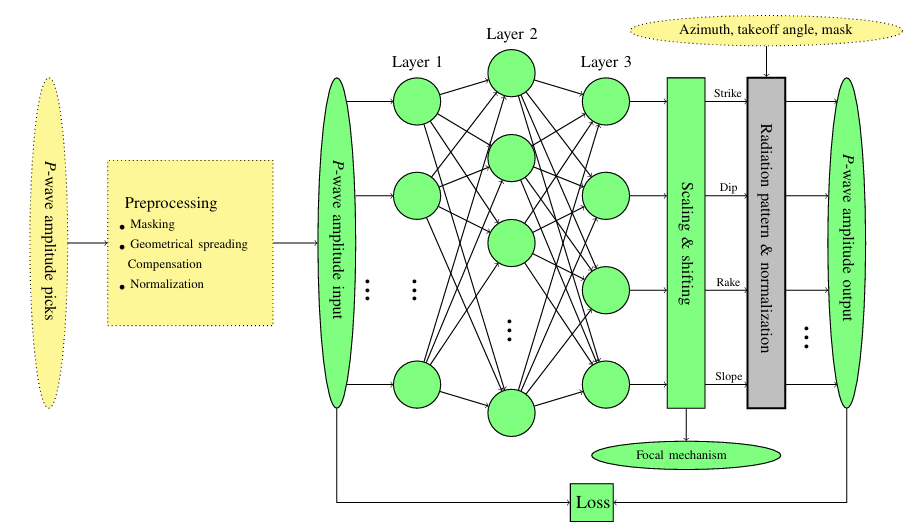 Azimuth, takeoff angle, mask
Layer 1
Layer 2
Layer 3
P-wave amplitude picks
Preprocessing
• Masking
• Geometrical spreading
Compensation
• Normalization
P-wave amplitude input
Scaling & shifting
Strike
Dip
Rake
Slope
Radiation pattern & normalization
P-wave amplitude output
Focal mechanism
Loss